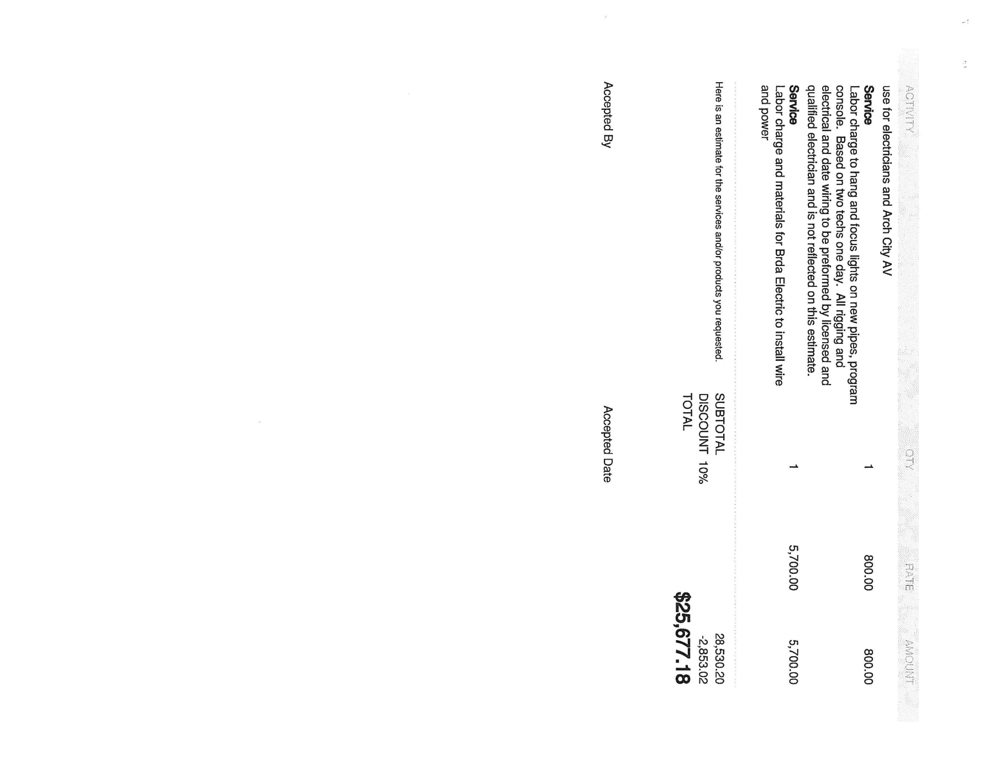 ACTIVITY QTY RATE AMOUNT
use for electricians and Arch City AV
Service 1 800.00 800.00
Labor charge to hang and focus lights on new pipes, program
console. Based on two techs one day. All rigging and
electrical and date wiring to be preformed by licensed and
qualified electrician and is not reflected on this estimate.
Service 1 5,700.00 5,700.00
Labor charge and materials for Brda Electric to install wire
and power
Here is an estimate for the services and/or products you requested.
SUBTOTAL 28,530.20
DISCOUNT 10% -2,853.02
TOTAL $25,677.18
Accepted By Accepted Date